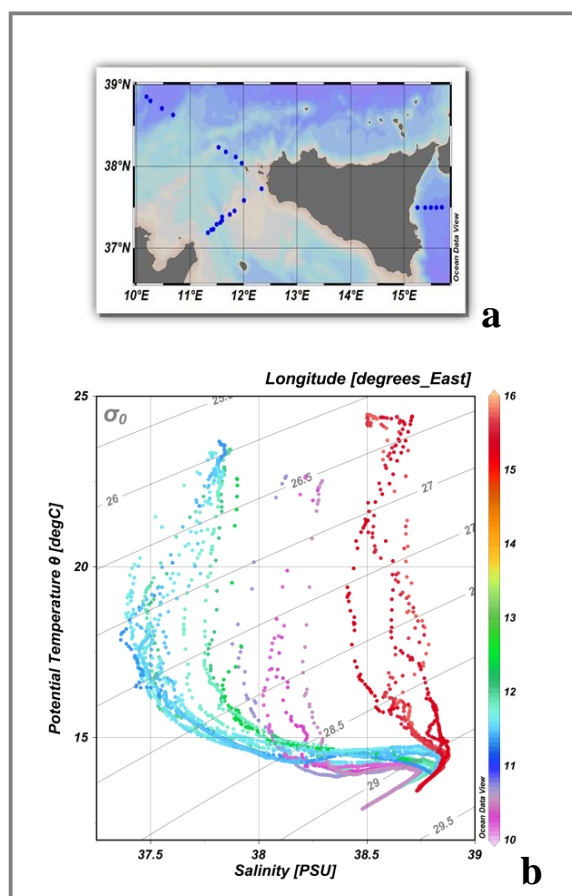 39°N
38°N
37°N
10°E 11°E 12°E 13°E 14°E 15°E
Ocean Data View
a
Longitude [degrees_East]
σ0
25
20
15
Potential Temperature θ [degC]
26
26.5
27
28.5
29
29.5
37.5 38 38.5 39
Salinity [PSU]
16
15
14
13
12
11
10
Ocean Data View
b